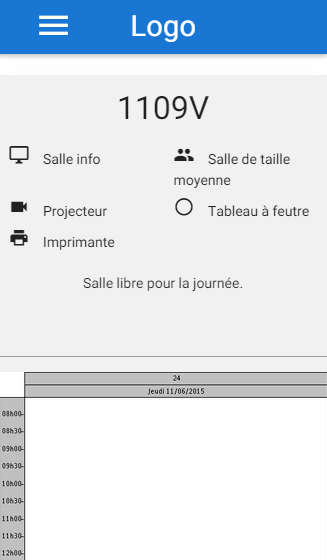 Logo
1109V
Salle info
Salle de taille
moyenne
Projecteur
Tableau à feutre
Imprimante
Salle libre pour la journée.
24
Jeudi 11/06/2015
08h00
08h30
09h00
09h30
10h00
10h30
11h00
11h30
12h00